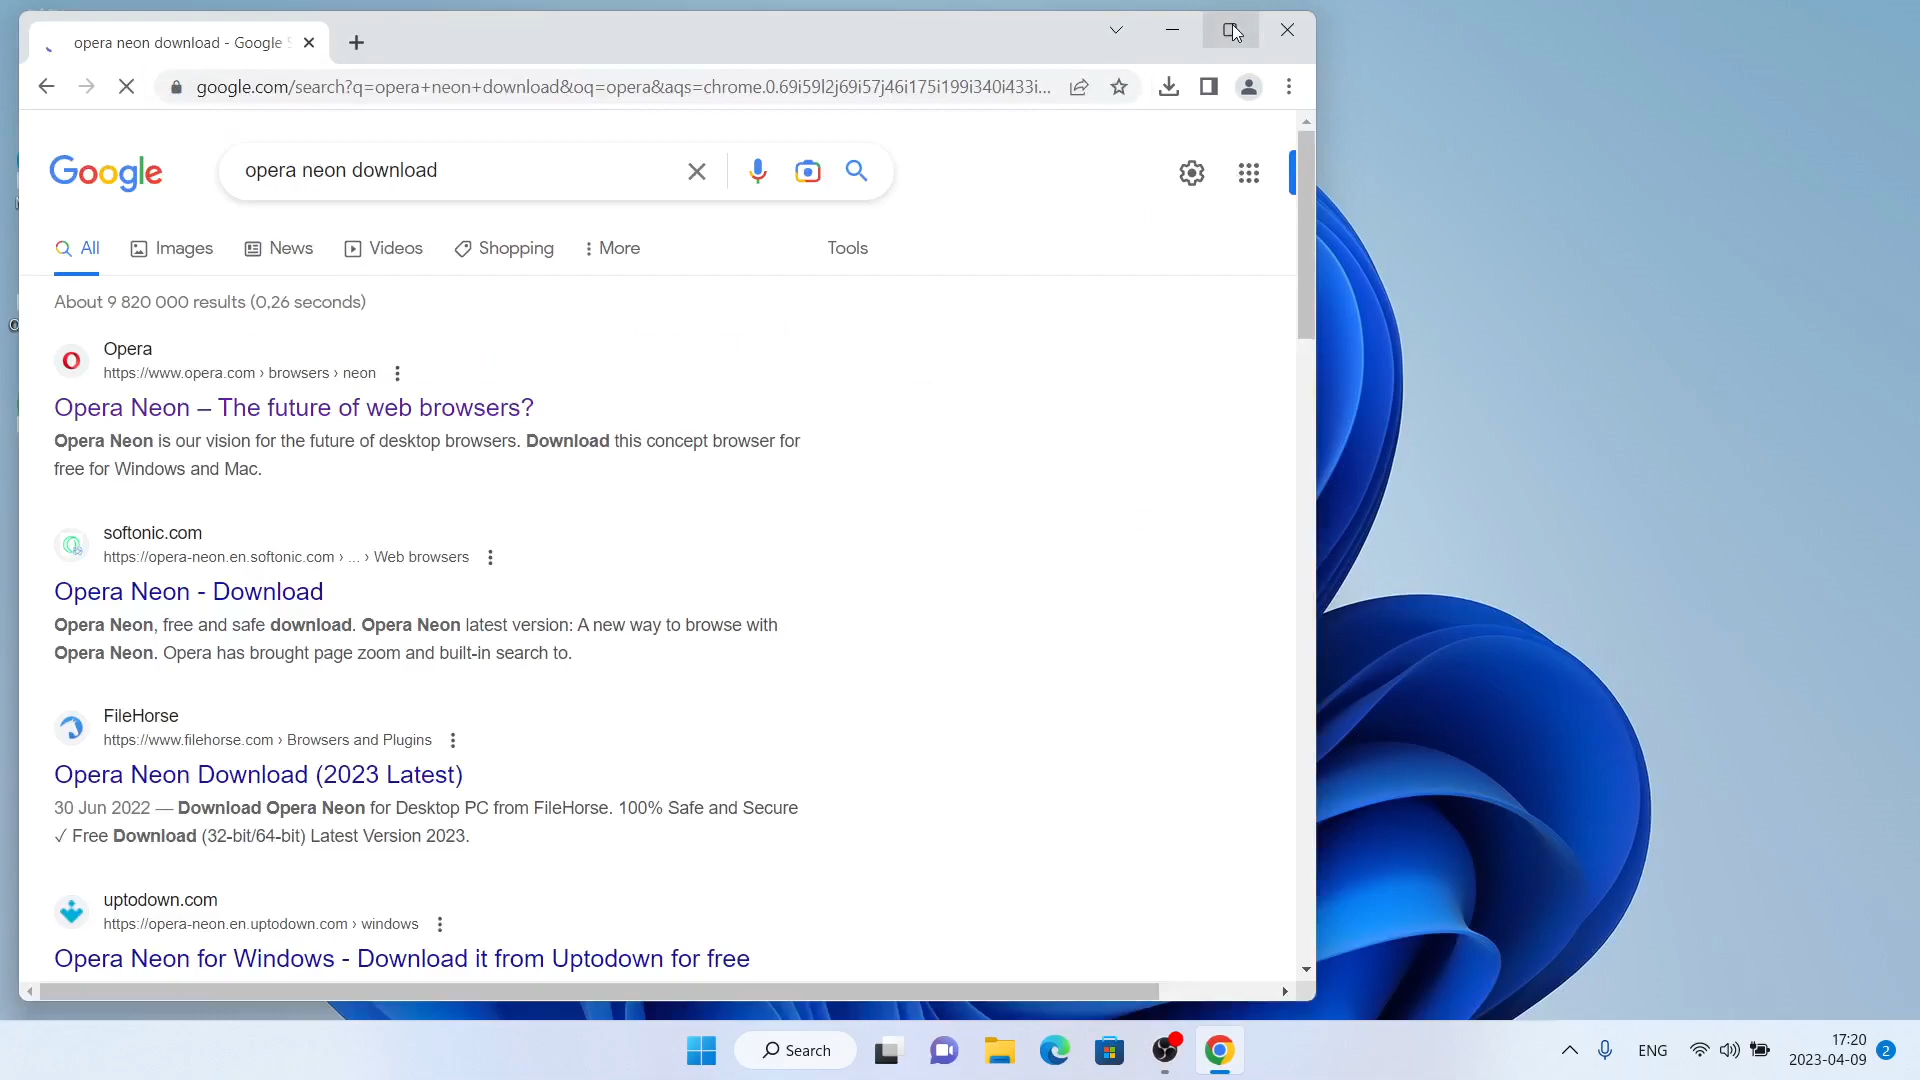 opera neon download - Google S
google.com/search?q=opera+neon+download&oq=opera&aqs=chrome.0.69i59l2j69i57j46i175i199i340i433i...
Google
opera neon download
All
Images
News
Videos
Shopping
More
Tools
About 9 820 000 results (0,26 seconds)
Opera
https://www.opera.com › browsers › neon
Opera Neon – The future of web browsers?
Opera Neon is our vision for the future of desktop browsers. Download this concept browser for
free for Windows and Mac.
softonic.com
https://opera-neon.en.softonic.com › ... › Web browsers
Opera Neon - Download
Opera Neon, free and safe download. Opera Neon latest version: A new way to browse with
Opera Neon. Opera has brought page zoom and built-in search to.
FileHorse
https://www.filehorse.com › Browsers and Plugins
Opera Neon Download (2023 Latest)
30 Jun 2022 — Download Opera Neon for Desktop PC from FileHorse. 100% Safe and Secure
✓ Free Download (32-bit/64-bit) Latest Version 2023.
uptodown.com
https://opera-neon.en.uptodown.com › windows
Opera Neon for Windows - Download it from Uptodown for free
Search
ENG
17:20
2023-04-09
2